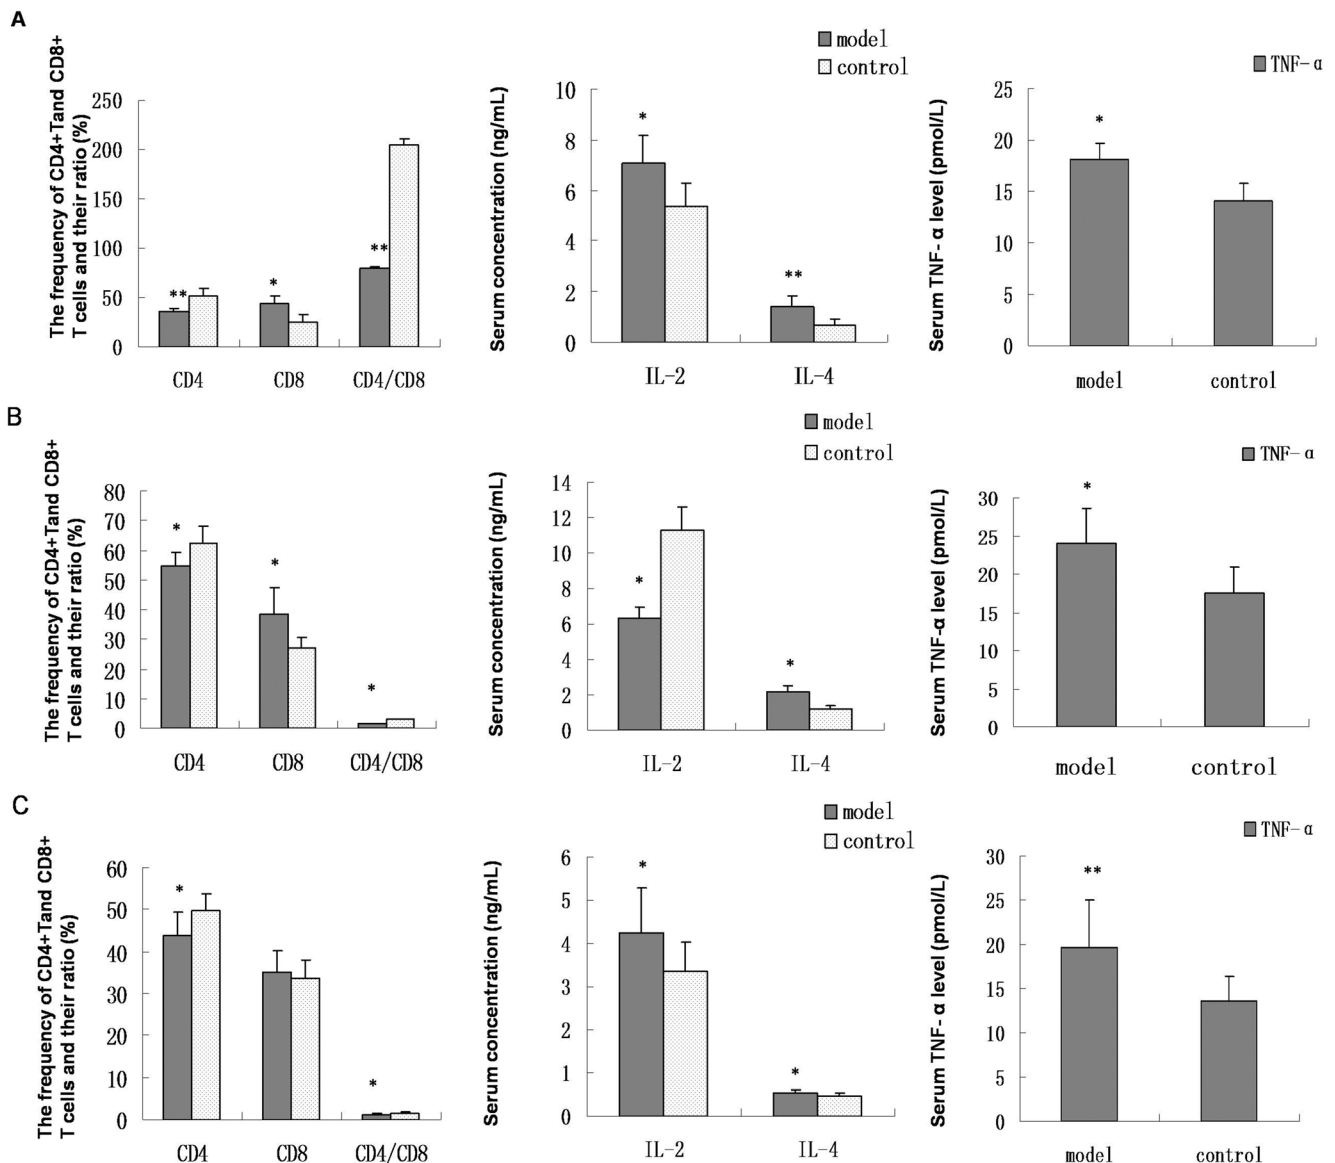 A
The frequency of CD4+Tand CD8+
T cells and their ratio (%)
250
200
150
100
50
0
** * **
CD4 CD8 CD4/CD8
model
control
Serum concentration (ng/mL)
10
8
6
4
2
0
* **
IL-2 IL-4
TNF-α
Serum TNF- α level (pmol/L)
25
20
15
10
5
0
*
model control
B
The frequency of CD4+Tand CD8+
T cells and their ratio (%)
80
70
60
50
40
30
20
10
0
* * *
CD4 CD8 CD4/CD8
model
control
Serum concentration (ng/mL)
14
12
10
8
6
4
2
0
* *
IL-2 IL-4
TNF-α
Serum TNF-α level (pmol/L)
30
25
20
15
10
5
0
*
model control
C
The frequency of CD4+Tand CD8+
T cells and their ratio (%)
60
50
40
30
20
10
0
* *
CD4 CD8 CD4/CD8
model
control
Serum concentration (ng/mL)
6
5
4
3
2
1
0
* *
IL-2 IL-4
TNF-α
Serum TNF- α level (pmol/L)
30
25
20
15
10
5
0
**
model control